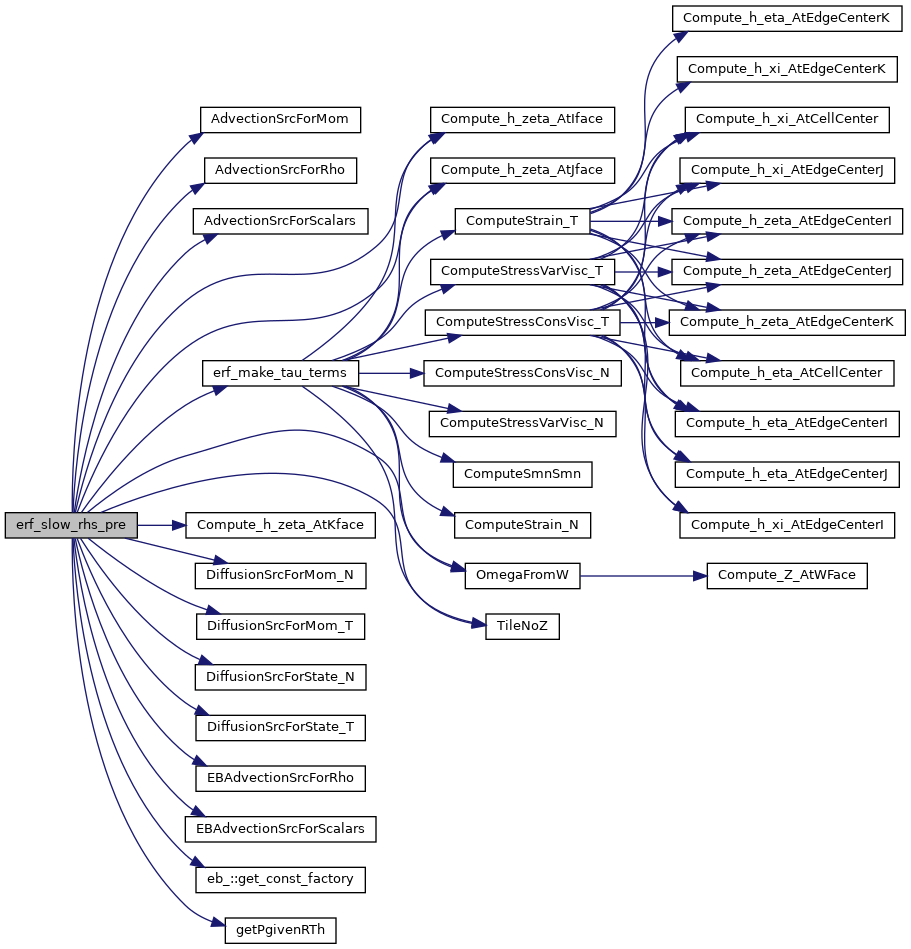 Compute_h_eta_AtEdgeCenterK
Compute_h_xi_AtEdgeCenterK
AdvectionSrcForMom
Compute_h_zeta_AtIface
Compute_h_xi_AtCellCenter
AdvectionSrcForRho
Compute_h_zeta_AtJface
Compute_h_xi_AtEdgeCenterJ
AdvectionSrcForScalars
ComputeStrain_T
Compute_h_zeta_AtEdgeCenterI
ComputeStressVarVisc_T
Compute_h_zeta_AtEdgeCenterJ
ComputeStressConsVisc_T
Compute_h_zeta_AtEdgeCenterK
erf_make_tau_terms
ComputeStressConsVisc_N
Compute_h_eta_AtCellCenter
ComputeStressVarVisc_N
Compute_h_eta_AtEdgeCenterI
ComputeSmnSmn
Compute_h_eta_AtEdgeCenterJ
erf_slow_rhs_pre
Compute_h_zeta_AtKface
ComputeStrain_N
Compute_h_xi_AtEdgeCenterI
DiffusionSrcForMom_N
OmegaFromW
Compute_Z_AtWFace
DiffusionSrcForMom_T
TileNoZ
DiffusionSrcForState_N
DiffusionSrcForState_T
EBAdvectionSrcForRho
EBAdvectionSrcForScalars
eb_::get_const_factory
getPgivenRTh